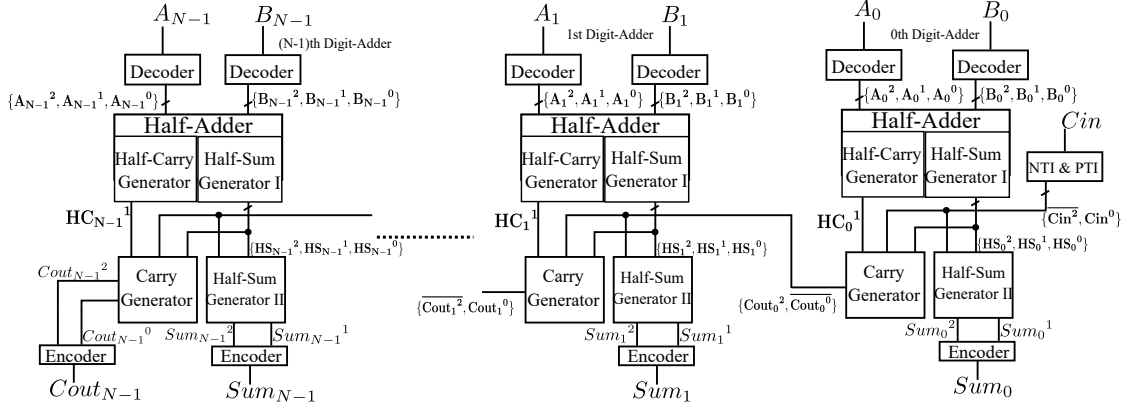 A_{N−1} B_{N−1} A_1 B_1 A_0 B_0
(N-1)th Digit-Adder 1st Digit-Adder 0th Digit-Adder
Decoder Decoder Decoder Decoder Decoder Decoder
{A_{N−1}^2, A_{N−1}^1, A_{N−1}^0} {B_{N−1}^2, B_{N−1}^1, B_{N−1}^0} {A_1^2, A_1^1, A_1^0} {B_1^2, B_1^1, B_1^0} {A_0^2, A_0^1, A_0^0} {B_0^2, B_0^1, B_0^0}
Half-Adder Half-Adder Half-Adder Cin
Half-Carry Half-Sum Half-Carry Half-Sum Half-Carry Half-Sum
Generator Generator I Generator Generator I Generator Generator I NTI & PTI
HC_{N−1}^1 HC_1^1 HC_0^1 {\overline{Cin^2}, Cin^0}
{HS_{N−1}^2, HS_{N−1}^1, HS_{N−1}^0} {HS_1^2, HS_1^1, HS_1^0} {HS_0^2, HS_0^1, HS_0^0}
Cout_{N−1}^2 Carry Half-Sum Carry Half-Sum Carry Half-Sum
Generator Generator II Generator Generator II Generator Generator II
{\overline{Cout_1^2}, Cout_1^0} {Cout_0^2, \overline{Cout_0^0}}
Cout_{N−1}^0 Sum_{N−1}^2 Sum_{N−1}^1 Sum_1^2 Sum_1^1 Sum_0^2 Sum_0^1
Encoder Encoder Encoder Encoder
Cout_{N−1} Sum_{N−1} Sum_1 Sum_0